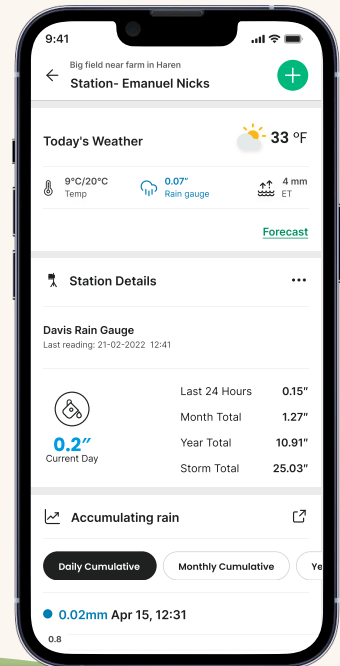 9:41
Big field near farm in Haren
Station- Emanuel Nicks
Today's Weather
33 ºF
9°C/20°C
Temp
0.07"
Rain gauge
4 mm
ET
Forecast
Station Details
Davis Rain Gauge
Last reading: 21-02-2022 12:41
0.2"
Current Day
Last 24 Hours 0.15"
Month Total 1.27"
Year Total 10.91"
Storm Total 25.03"
Accumulating rain
Daily Cumulative
Monthly Cumulative
Ye
0.02mm Apr 15, 12:31
0.8